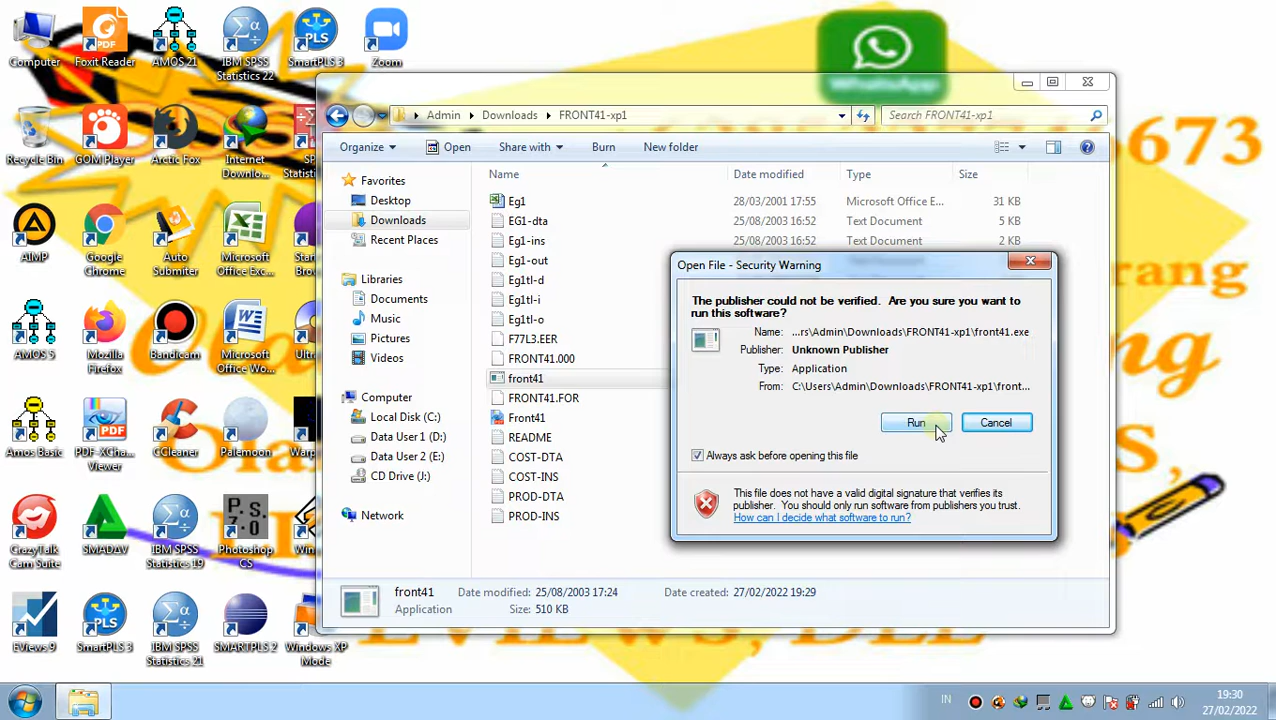 Computer
Foxit Reader
AMOS 21
IBM SPSS
Statistics 22
SmartPLS 3
Zoom
Recycle Bin
GOM Player
Arctic Fox
Internet
Downlo...
AIMP
Google
Chrome
Auto
Submiter
Microsoft
Office Exc...
AMOS 5
Mozilla
Firefox
Bandicam
Microsoft
Office Wo...
Amos Basic
PDF-XCha...
Viewer
CCleaner
Palemoon
CrazyTalk
Cam Suite
SMADAV
IBM SPSS
Statistics 19
Photoshop
CS
EViews 9
SmartPLS 3
IBM SPSS
Statistics 21
SMARTPLS 2
Windows XP
Mode
WhatsApp
673
Admin
Downloads
FRONT41-xp1
Search FRONT41-xp1
Organize
Open
Share with
Burn
New folder
Favorites
Desktop
Downloads
Recent Places
Libraries
Documents
Music
Pictures
Videos
Computer
Local Disk (C:)
Data User 1 (D:)
Data User 2 (E:)
CD Drive (J:)
Network
Name
Date modified
Type
Size
Eg1 28/03/2001 17:55 Microsoft Office E... 31 KB
EG1-dta 25/08/2003 16:52 Text Document 5 KB
Eg1-ins 25/08/2003 16:52 Text Document 2 KB
Eg1-out
Eg1tl-d
Eg1tl-i
Eg1tl-o
F77L3.EER
FRONT41.000
front41
FRONT41.FOR
Front41
README
COST-DTA
COST-INS
PROD-DTA
PROD-INS
front41 Date modified: 25/08/2003 17:24 Date created: 27/02/2022 19:29
Application Size: 510 KB
Open File - Security Warning
The publisher could not be verified. Are you sure you want to
run this software?
Name: ...rs\Admin\Downloads\FRONT41-xp1\front41.exe
Publisher: Unknown Publisher
Type: Application
From: C:\Users\Admin\Downloads\FRONT41-xp1\front...
Run
Cancel
Always ask before opening this file
This file does not have a valid digital signature that verifies its
publisher. You should only run software from publishers you trust.
How can I decide what software to run?
IN
19:30
27/02/2022